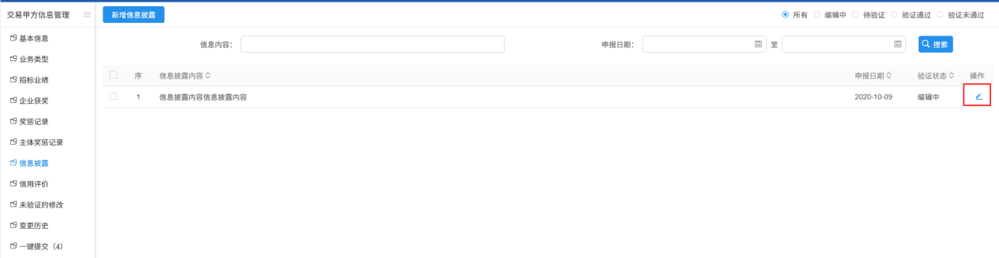 交易甲方信息管理
新增信息披露
所有 编辑中 待验证 验证通过 验证未通过
基本信息
业务类型
招标业绩
企业获奖
奖惩记录
主体奖惩记录
信息披露
信用评价
未验证的修改
变更历史
一键提交（4）
信息内容： 申报日期： 至 搜索
序 信息披露内容 申报日期 验证状态 操作
1 信息披露内容信息披露内容 2020-10-09 编辑中